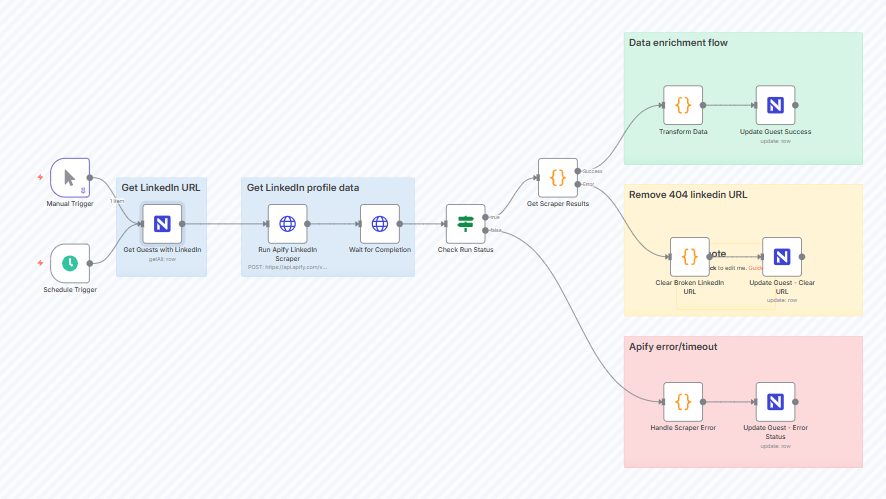 Data enrichment flow
Transform Data
Update Guest Success
update: row
Get LinkedIn URL
Get LinkedIn profile data
Success
Error
Manual Trigger
1 item
Get Scraper Results
Remove 404 linkedin URL
Get Guests with LinkedIn
getAll: row
Run Apify LinkedIn
Scraper
POST: https://api.apify.com/v...
Wait for Completion
true
false
Check Run Status
Schedule Trigger
ote
ck to edit me. Guide
Clear Broken LinkedIn
URL
Update Guest - Clear
URL
update: row
Apify error/timeout
Handle Scraper Error
Update Guest - Error
Status
update: row